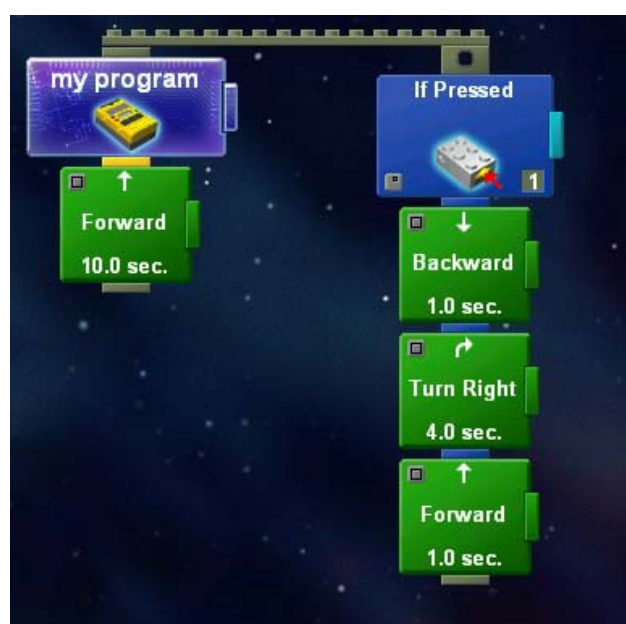 my program
Forward
10.0 sec.
If Pressed
1
Backward
1.0 sec.
Turn Right
4.0 sec.
Forward
1.0 sec.